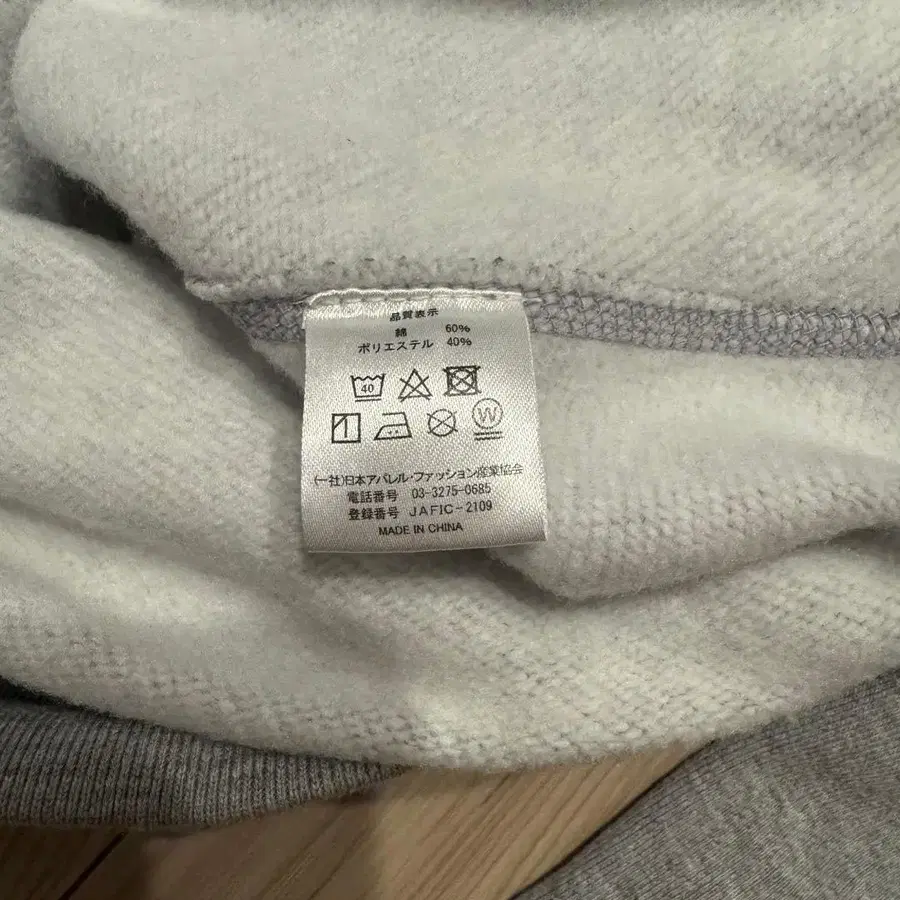 品質表示
綿 60%
ポリエステル 40%
40
W
(一社)日本アパレル・ファッション産業協会
電話番号 03-3275-0685
登録番号 JAFIC-2109
MADE IN CHINA